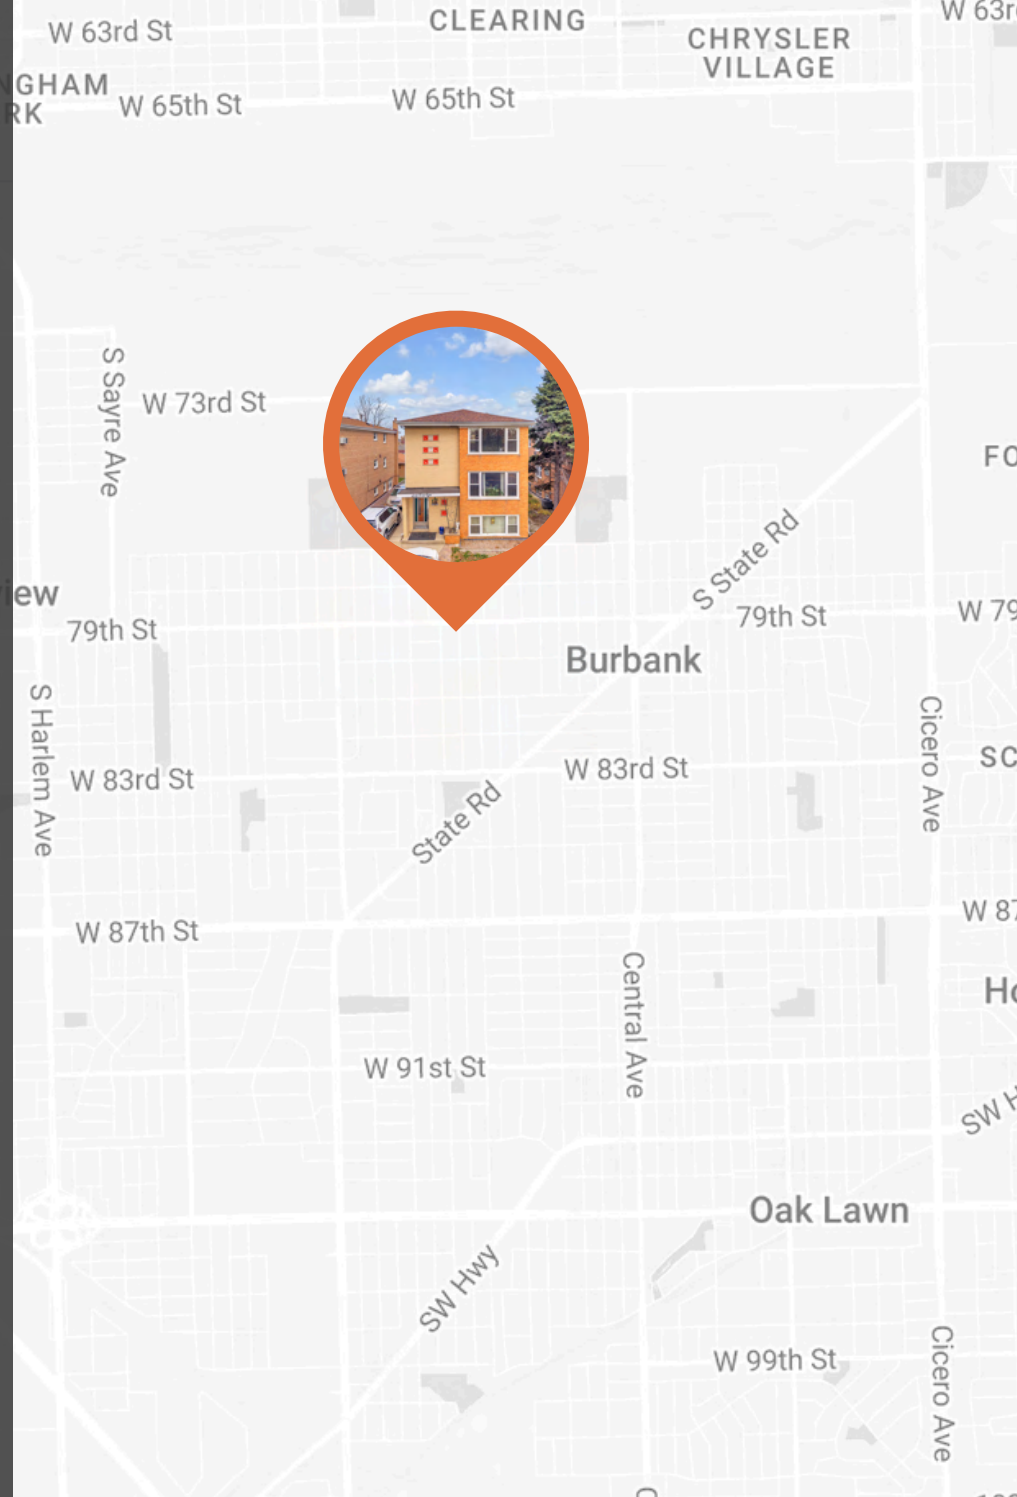 CLEARING
W 63rd St
CHRYSLER
VILLAGE
W 65th St
W 65th St
S Sayre Ave
W 73rd St
S State Rd
79th St
79th St
Burbank
S Harlem Ave
W 83rd St
W 83rd St
Cicero Ave
State Rd
W 87th St
Central Ave
W 91st St
Oak Lawn
SW Hwy
W 99th St
Cicero Ave